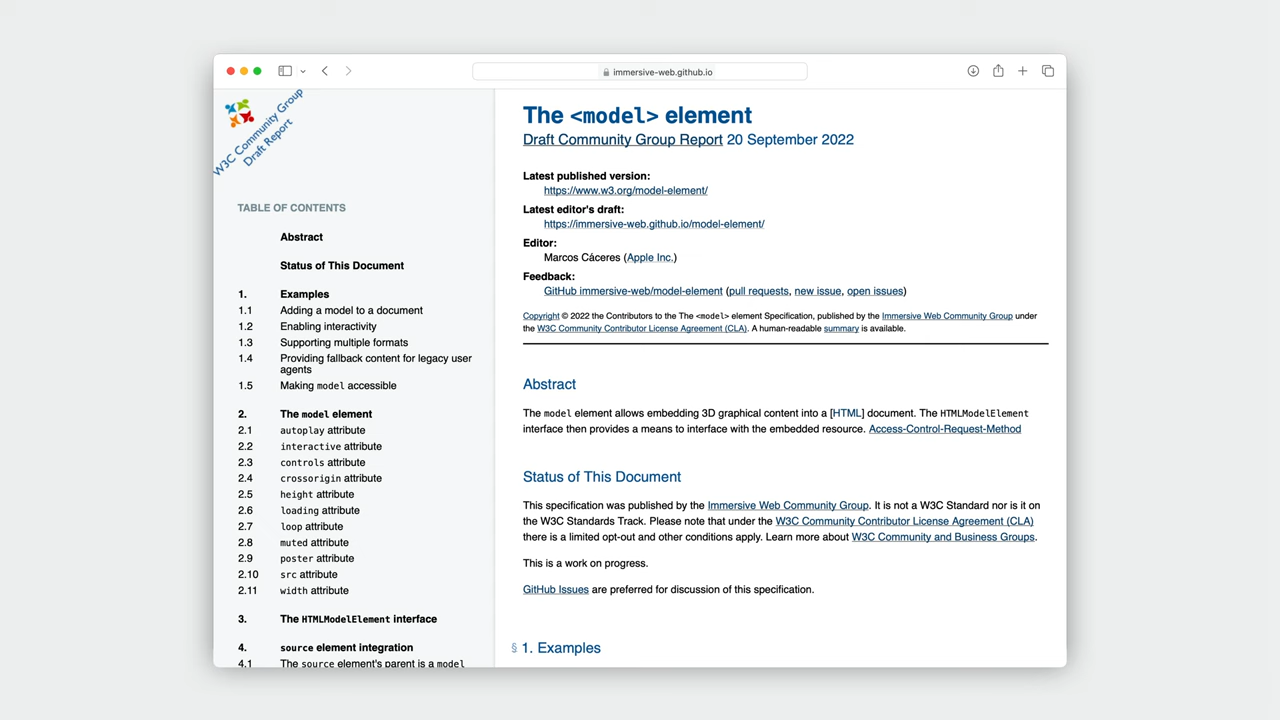 immersive-web.github.io
W3C Community Group
Draft Report
TABLE OF CONTENTS
Abstract
Status of This Document
1. Examples
1.1 Adding a model to a document
1.2 Enabling interactivity
1.3 Supporting multiple formats
1.4 Providing fallback content for legacy user
agents
1.5 Making model accessible
2. The model element
2.1 autoplay attribute
2.2 interactive attribute
2.3 controls attribute
2.4 crossorigin attribute
2.5 height attribute
2.6 loading attribute
2.7 loop attribute
2.8 muted attribute
2.9 poster attribute
2.10 src attribute
2.11 width attribute
3. The HTMLModelElement interface
4. source element integration
4.1 The source element's parent is a model
The <model> element
Draft Community Group Report 20 September 2022
Latest published version:
https://www.w3.org/model-element/
Latest editor's draft:
https://immersive-web.github.io/model-element/
Editor:
Marcos Cáceres (Apple Inc.)
Feedback:
GitHub immersive-web/model-element (pull requests, new issue, open issues)
Copyright © 2022 the Contributors to the The <model> element Specification, published by the Immersive Web Community Group under
the W3C Community Contributor License Agreement (CLA). A human-readable summary is available.
Abstract
The model element allows embedding 3D graphical content into a [HTML] document. The HTMLModelElement
interface then provides a means to interface with the embedded resource. Access-Control-Request-Method
Status of This Document
This specification was published by the Immersive Web Community Group. It is not a W3C Standard nor is it on
the W3C Standards Track. Please note that under the W3C Community Contributor License Agreement (CLA)
there is a limited opt-out and other conditions apply. Learn more about W3C Community and Business Groups.
This is a work on progress.
GitHub Issues are preferred for discussion of this specification.
§ 1. Examples